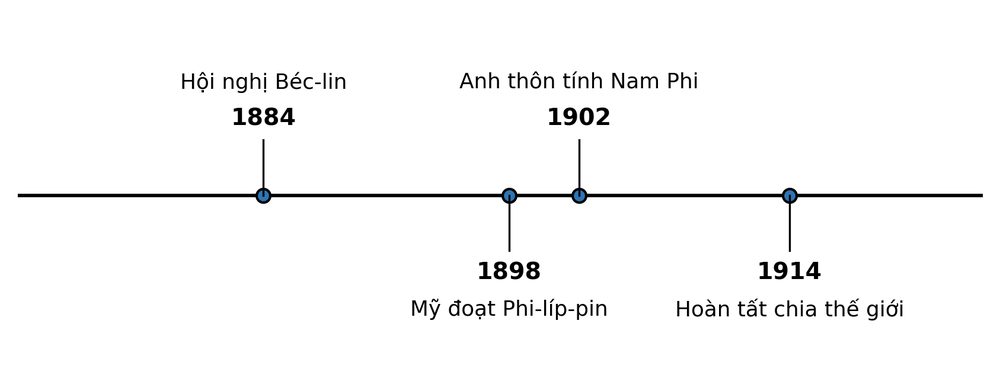 Hội nghị Béc-lin
1884
Anh thôn tính Nam Phi
1902
1898
Mỹ đoạt Phi-líp-pin
1914
Hoàn tất chia thế giới